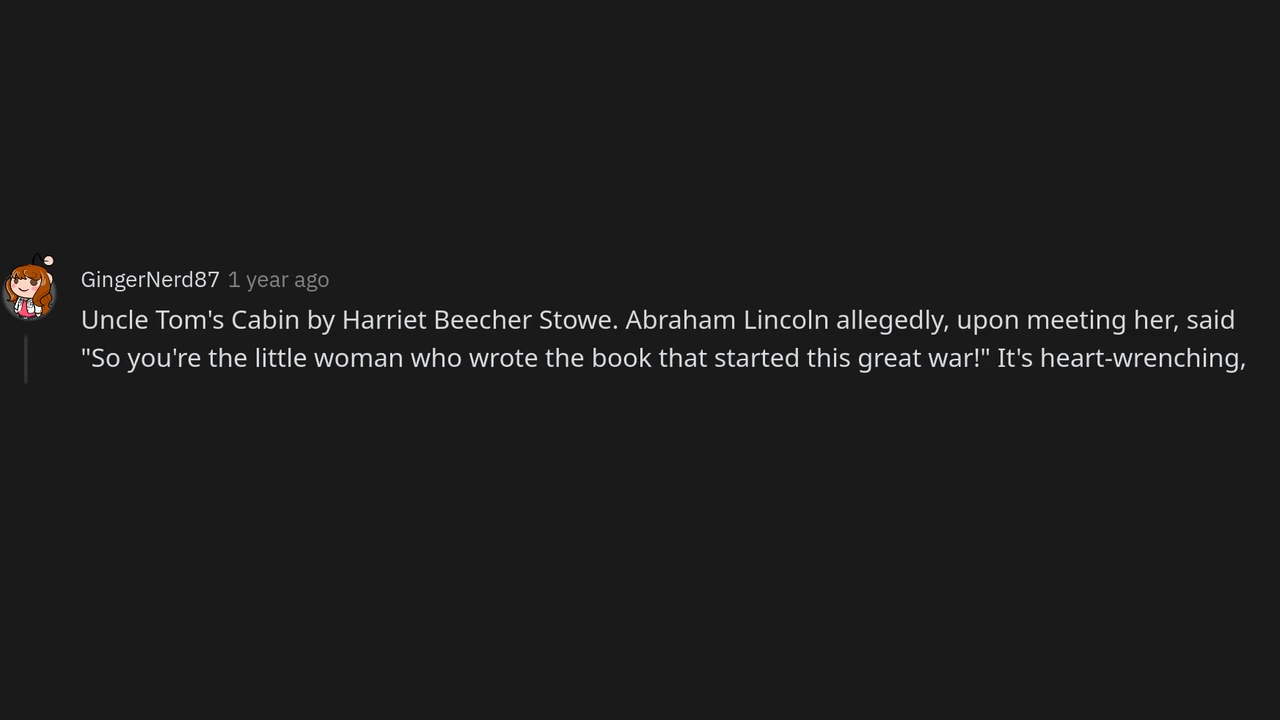 GingerNerd87 1 year ago
Uncle Tom's Cabin by Harriet Beecher Stowe. Abraham Lincoln allegedly, upon meeting her, said
"So you're the little woman who wrote the book that started this great war!" It's heart-wrenching,